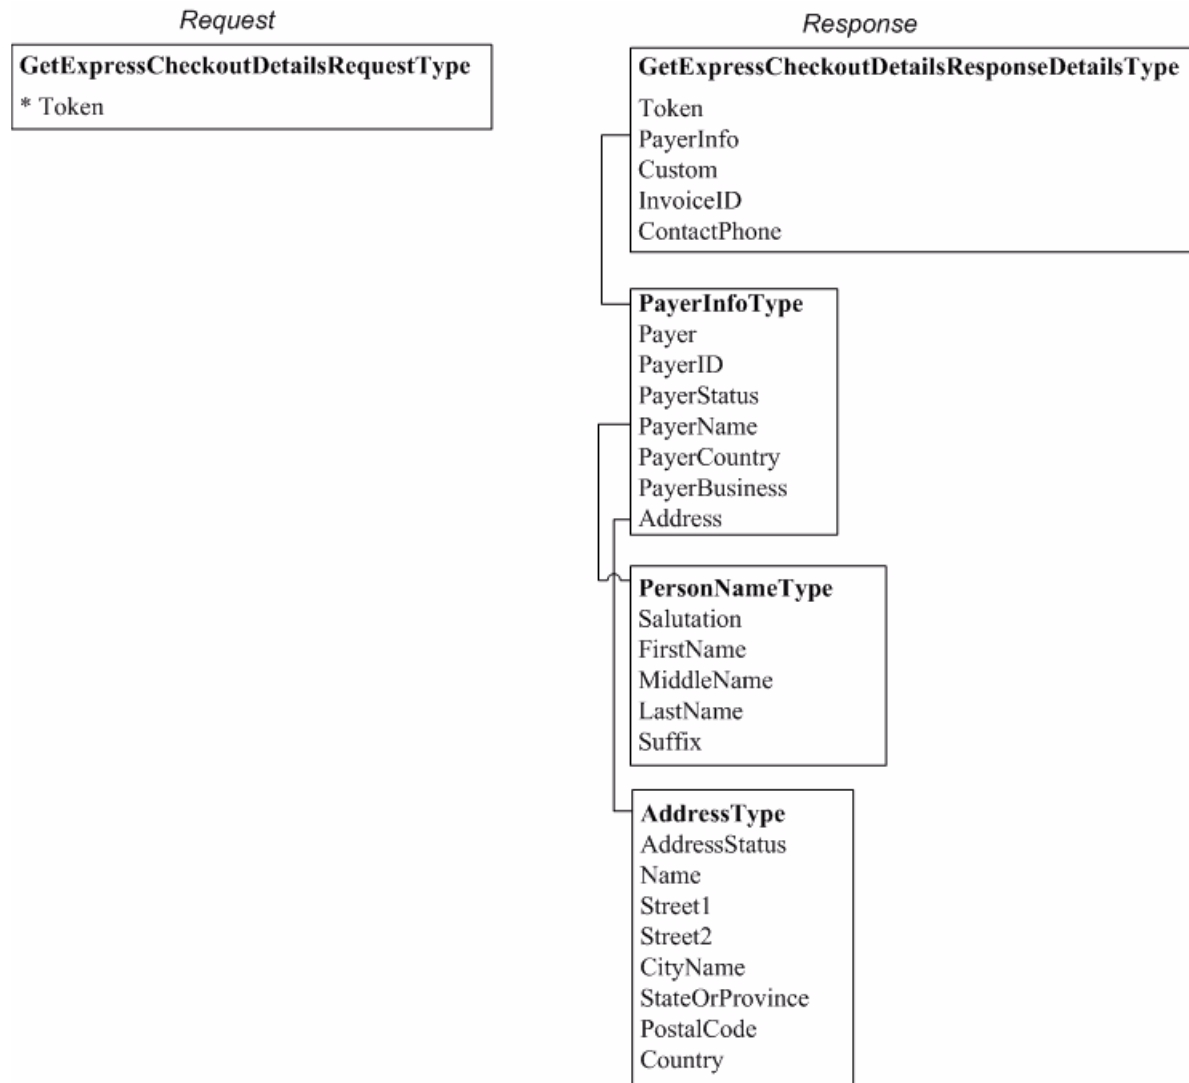 Request
GetExpressCheckoutDetailsRequestType
* Token
Response
GetExpressCheckoutDetailsResponseDetailsType
Token
PayerInfo
Custom
InvoiceID
ContactPhone
PayerInfoType
Payer
PayerID
PayerStatus
PayerName
PayerCountry
PayerBusiness
Address
PersonNameType
Salutation
FirstName
MiddleName
LastName
Suffix
AddressType
AddressStatus
Name
Street1
Street2
CityName
StateOrProvince
PostalCode
Country